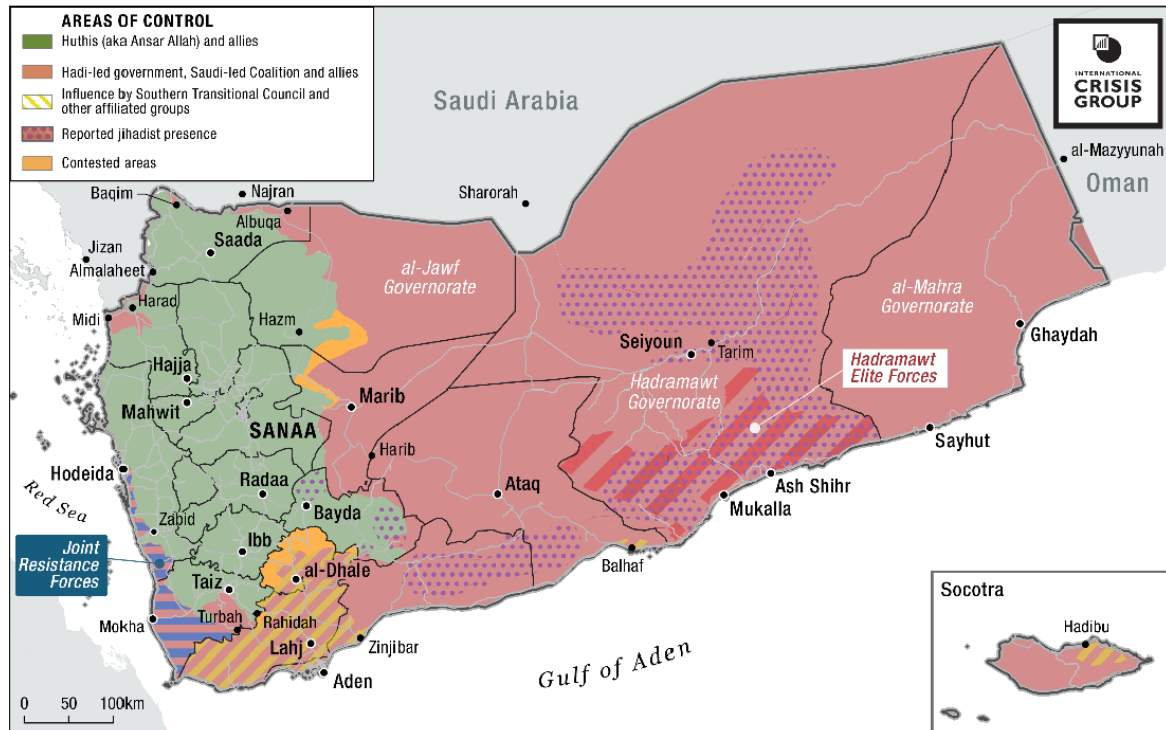 AREAS OF CONTROL
Huthis (aka Ansar Allah) and allies
Hadi-led government, Saudi-led Coalition and allies
Influence by Southern Transitional Council and
other affiliated groups
Reported jihadist presence
Contested areas
INTERNATIONAL
CRISIS
GROUP
Saudi Arabia
Oman
al-Mazyyunah
Najran
Sharorah
Baqim
Albuqa
Saada
Jizan
Almalaheet
al-Jawf
Governorate
al-Mahra
Governorate
Harad
Midi
Hazm
Ghaydah
Seiyoun
Tarim
Hadramawt
Elite Forces
Hajja
Hadramawt
Governorate
Mahwit
Marib
SANAA
Sayhut
Harib
Hodeida
Red Sea
Radaa
Ataq
Ash Shihr
Bayda
Mukalla
Zabid
Ibb
Joint
Resistance
Forces
Balhaf
al-Dhale
Taiz
Mokha
Turbah
Rahidah
Lahj
Zinjibar
Aden
Gulf of Aden
Socotra
Hadibu
0 50 100km